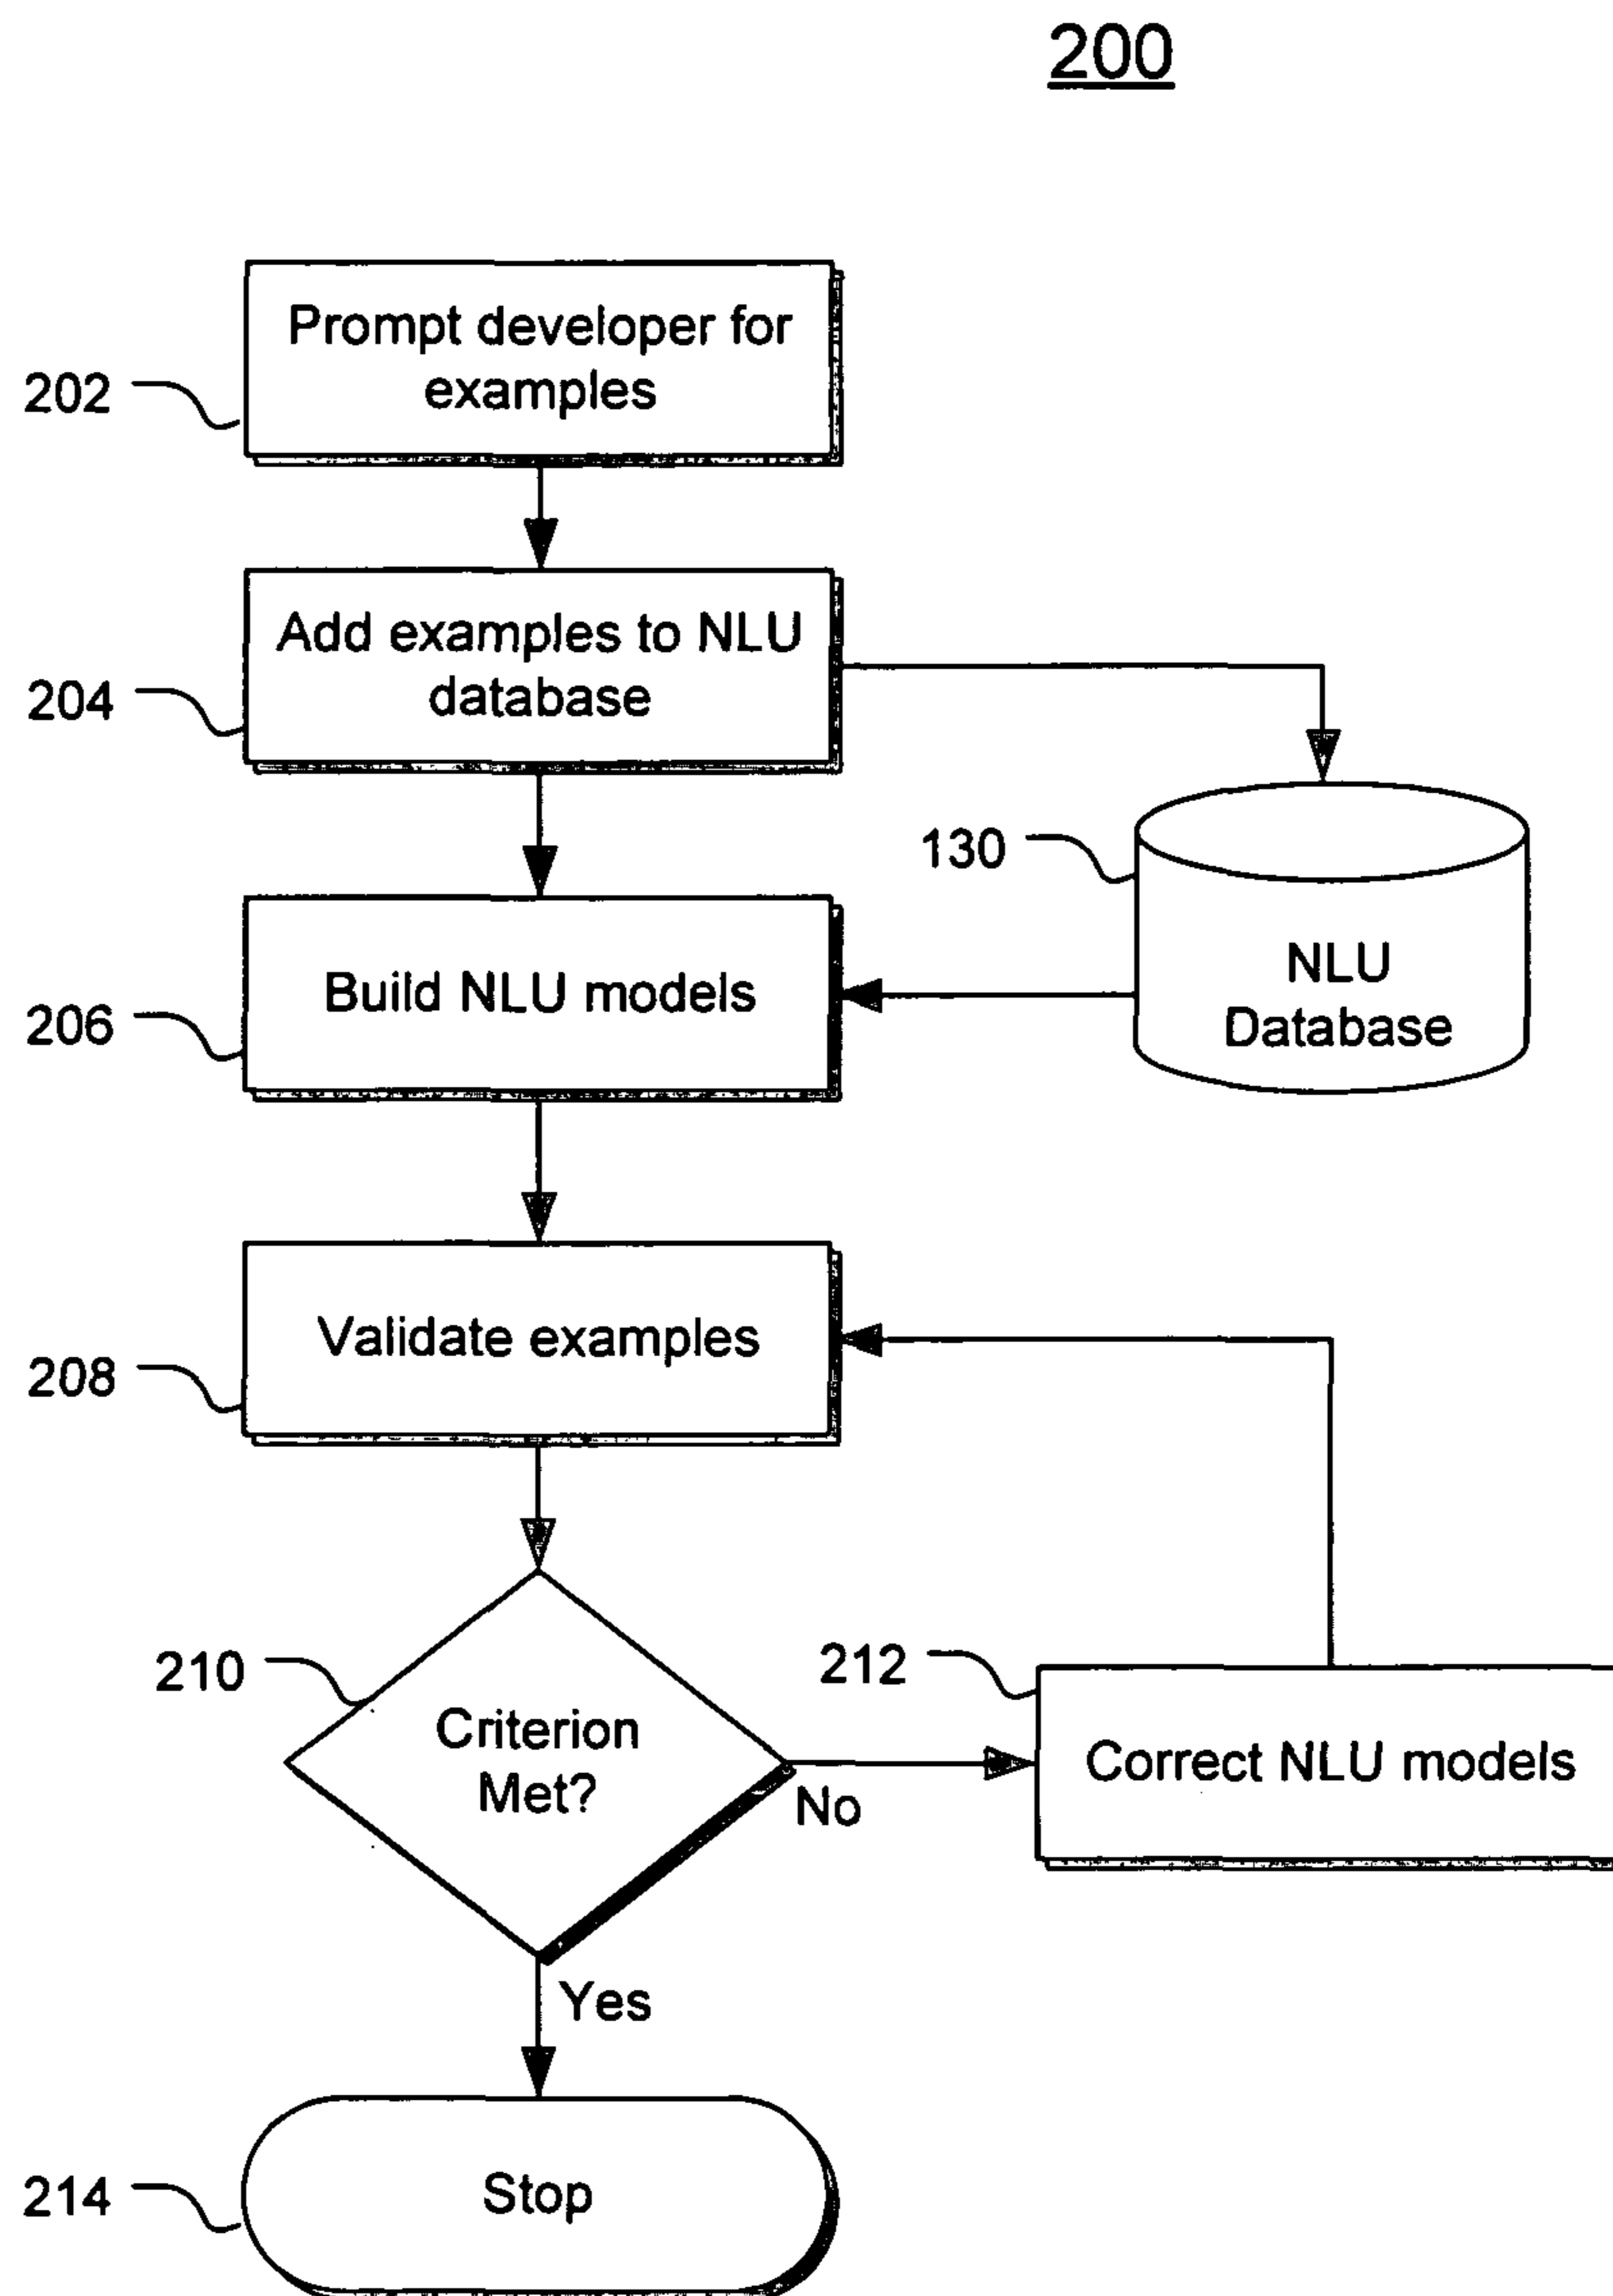 200
Prompt developer for
examples
202
Add examples to NLU
database
204
130
NLU
Database
Build NLU models
206
Validate examples
208
210
Criterion
Met?
No
212
Correct NLU models
Yes
Stop
214